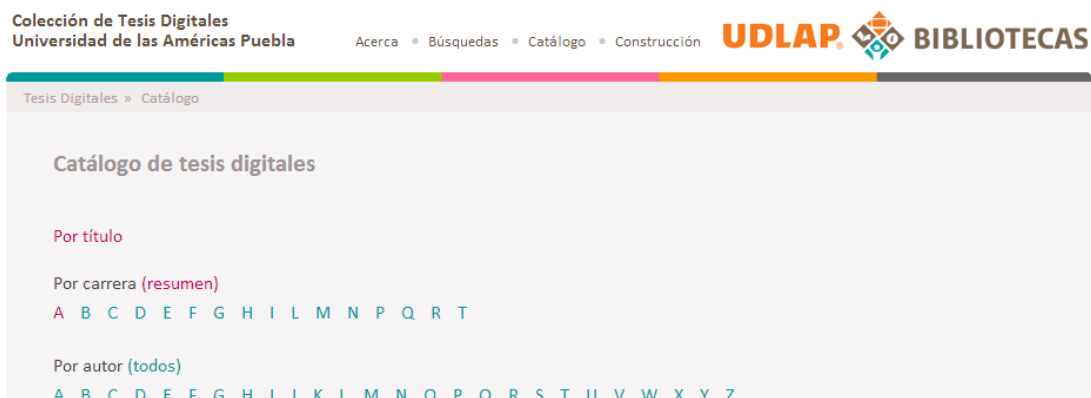 Colección de Tesis Digitales
Universidad de las Américas Puebla
Acerca • Búsquedas • Catálogo • Construcción
UDLAP. BIBLIOTECAS
Tesis Digitales » Catálogo
Catálogo de tesis digitales
Por título
Por carrera (resumen)
A B C D E F G H I L M N P Q R T
Por autor (todos)
A B C D E F G H I J K L M N O P Q R S T U V W X Y Z